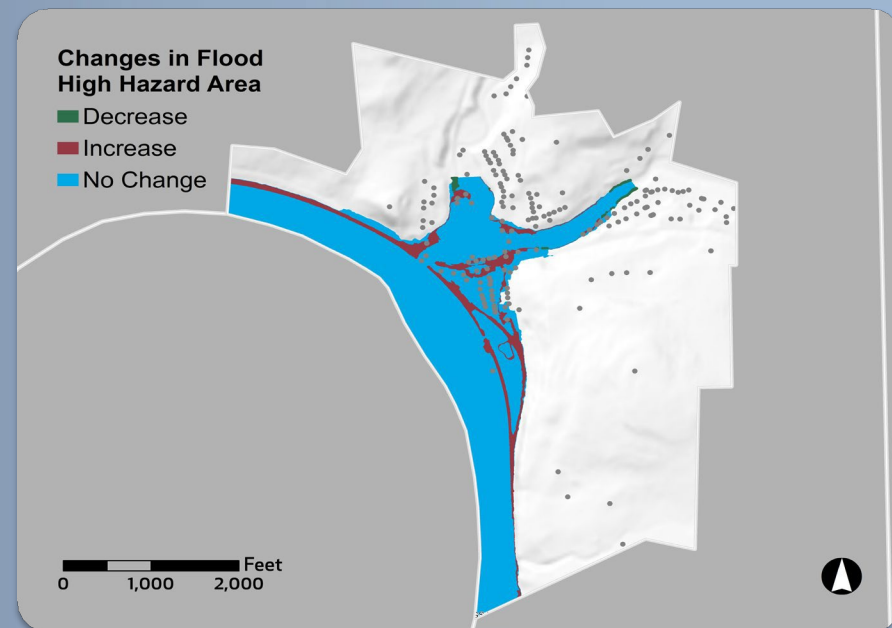 Changes in Flood
High Hazard Area
Decrease
Increase
No Change
Feet
0 1,000 2,000